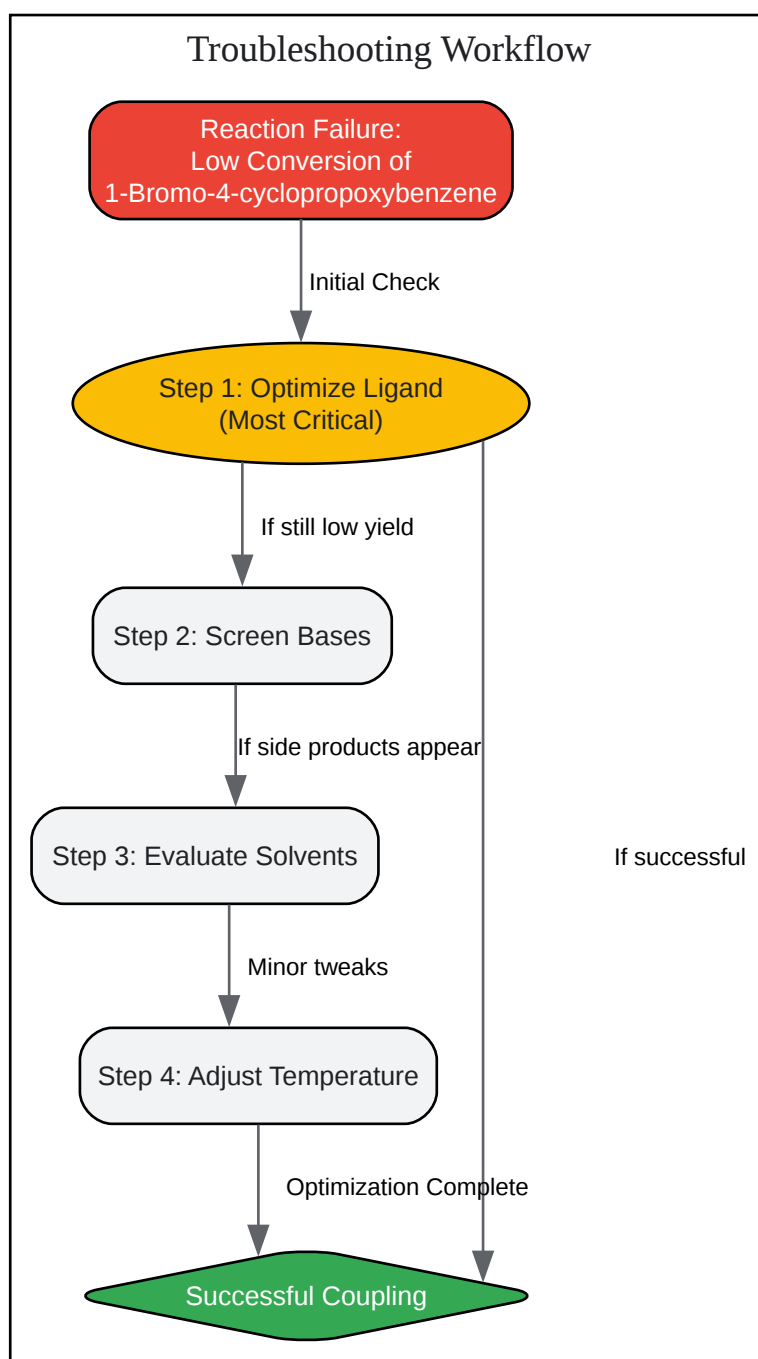 Troubleshooting Workflow
Reaction Failure:
Low Conversion of
1-Bromo-4-cyclopropoxybenzene
Initial Check
Step 1: Optimize Ligand
(Most Critical)
If still low yield
Step 2: Screen Bases
If side products appear
Step 3: Evaluate Solvents
If successful
Minor tweaks
Step 4: Adjust Temperature
Optimization Complete
Successful Coupling